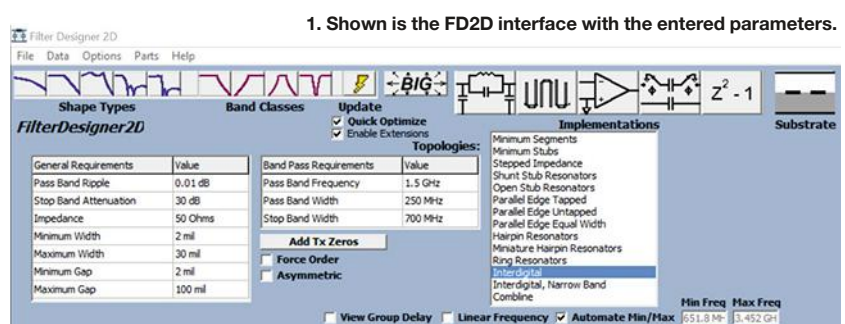 1. Shown is the FD2D interface with the entered parameters.
Filter Designer 2D
File Data Options Parts Help
BIG
Z² - 1
Shape Types
Band Classes
Update
Implementations
Substrate
FilterDesigner2D
Quick Optimize
Enable Extensions
Topologies:
General Requirements Value
Pass Band Ripple 0.01 dB
Stop Band Attenuation 30 dB
Impedance 50 Ohms
Minimum Width 2 mil
Maximum Width 30 mil
Minimum Gap 2 mil
Maximum Gap 100 mil
Band Pass Requirements Value
Pass Band Frequency 1.5 GHz
Pass Band Width 250 MHz
Stop Band Width 700 MHz
Add Tx Zeros
Force Order
Asymmetric
Minimum Segments
Minimum Stubs
Stepped Impedance
Shunt Stub Resonators
Open Stub Resonators
Parallel Edge Tapped
Parallel Edge Untapped
Parallel Edge Equal Width
Hairpin Resonators
Miniature Hairpin Resonators
Ring Resonators
Interdigital
Interdigital, Narrow Band
Combline
Min Freq Max Freq
View Group Delay Linear Frequency Automate Min/Max 651.8 MH 3.452 GH